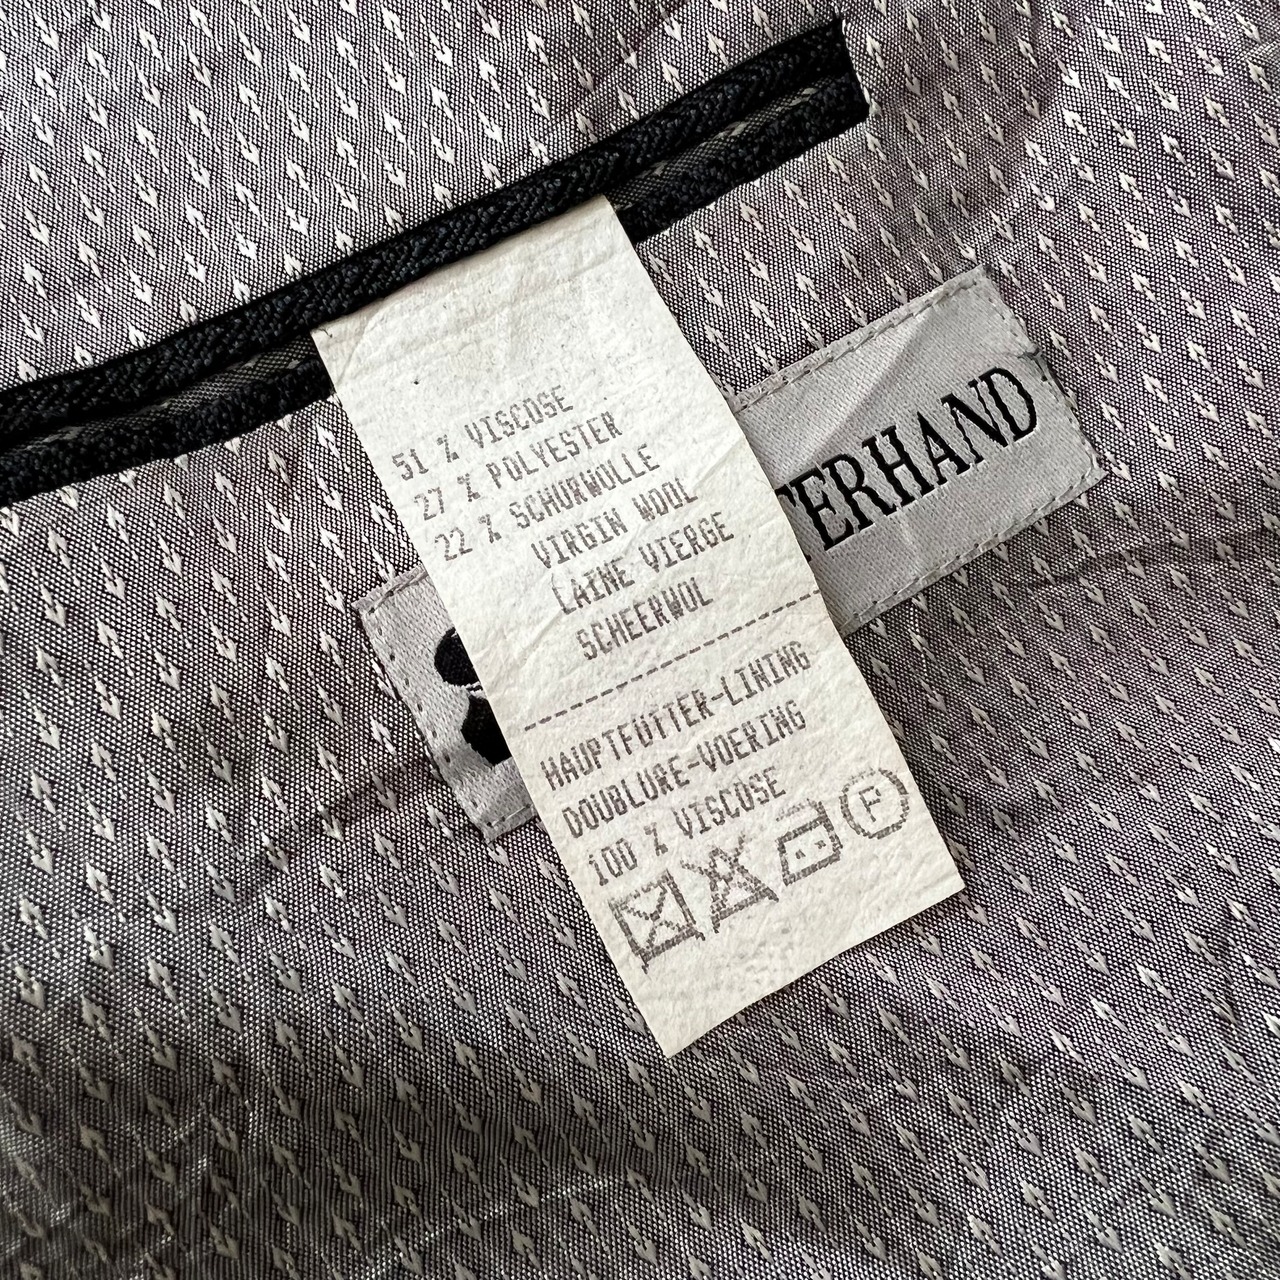 51 % VISCOSE
27 % POLYESTER
22 % SCHURWOLLE
VIRGIN WOOL
LAINE VIERGE
SCHEERWOL
HAUPTFUTTER-LINING
DOUBLURE-VOERING
100 % VISCOSE
P
TERHAND